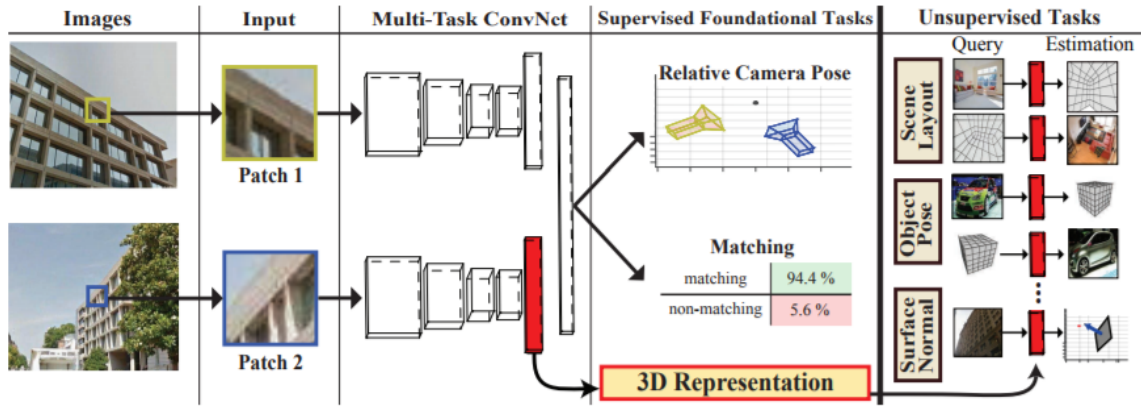 Images
Input
Multi-Task ConvNet
Supervised Foundational Tasks
Unsupervised Tasks
Query
Estimation
Patch 1
Patch 2
Relative Camera Pose
Matching
matching 94.4 %
non-matching 5.6 %
3D Representation
Scene
Layout
Object
Pose
Surface
Normal